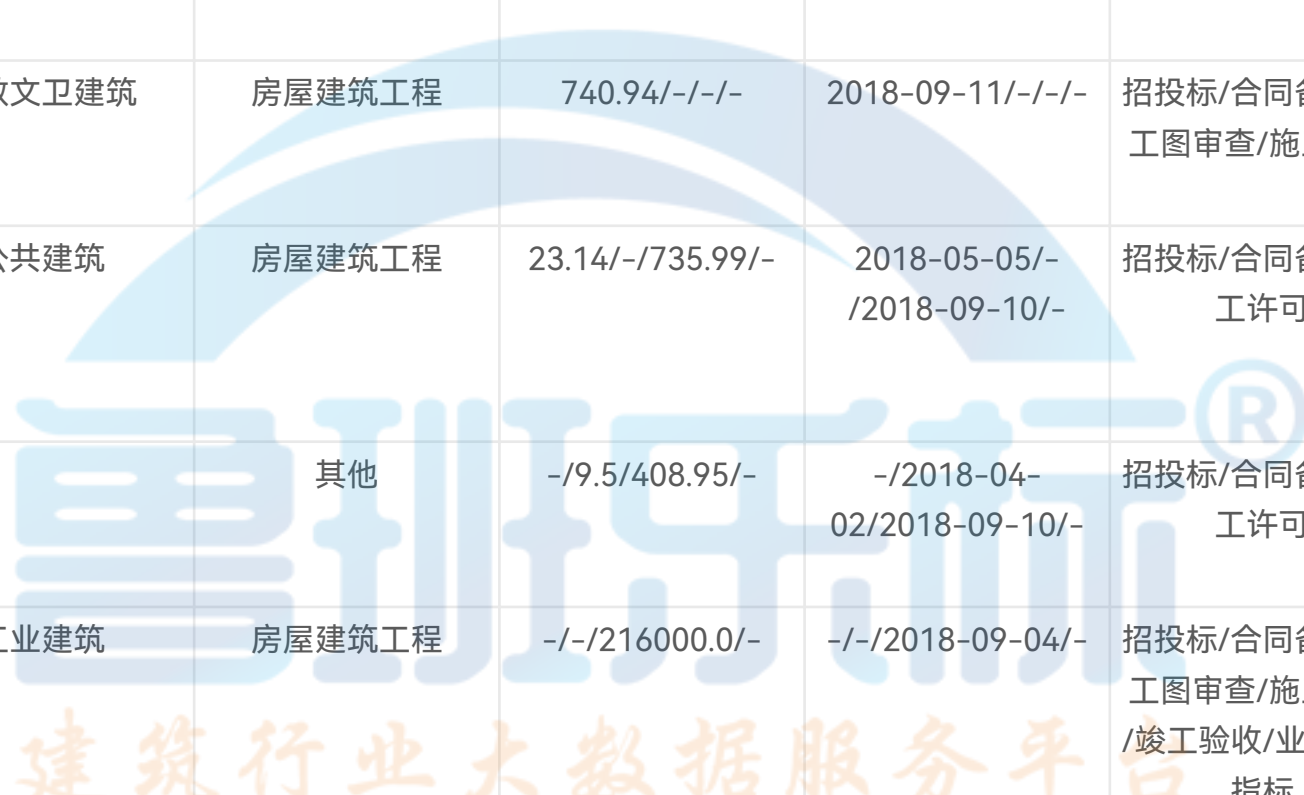 文卫建筑
房屋建筑工程
740.94/-/-/-
2018-09-11/-/-/-
招投标/合同
工图审查/施
共建筑
房屋建筑工程
23.14/-/735.99/-
2018-05-05/-
/2018-09-10/-
招投标/合同
工许可
其他
-/9.5/408.95/-
-/2018-04-
02/2018-09-10/-
招投标/合同
工许可
业建筑
房屋建筑工程
-/-/216000.0/-
-/-/2018-09-04/-
招投标/合同
工图审查/施
/竣工验收/业
指标
鲁班乐标®
建筑行业大数据服务平台